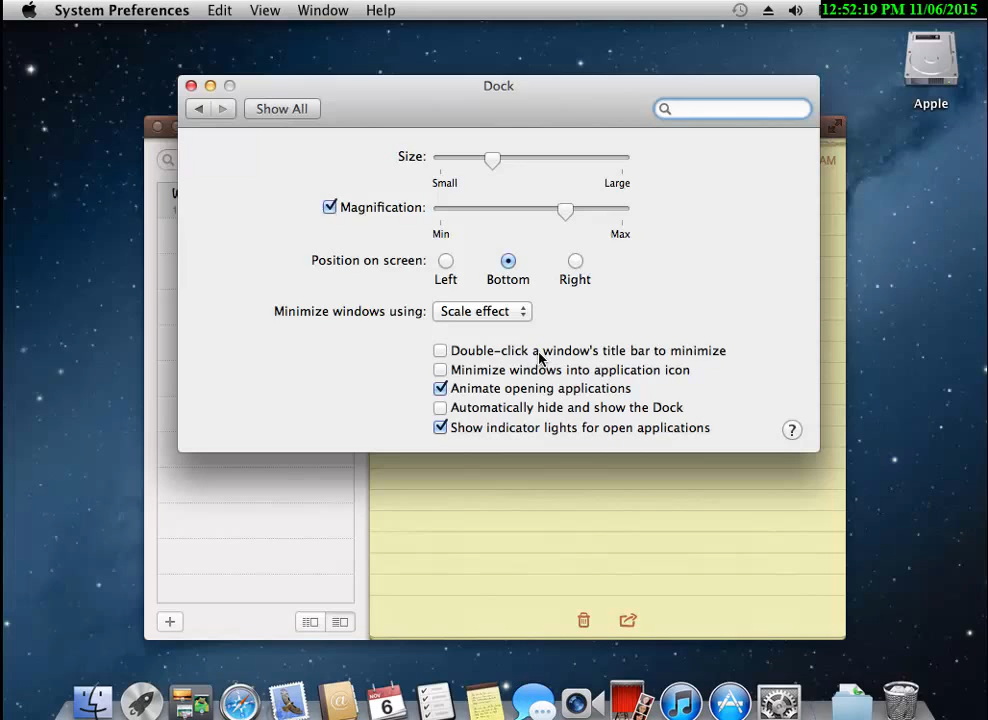 System Preferences Edit View Window Help
12:52:19 PM 11/06/2015
Apple
Dock
Show All
AM
Size:
Small Large
Magnification:
Min Max
Position on screen:
Left Bottom Right
Minimize windows using: Scale effect
Double-click a window's title bar to minimize
Minimize windows into application icon
Animate opening applications
Automatically hide and show the Dock
Show indicator lights for open applications
?
NOV
6